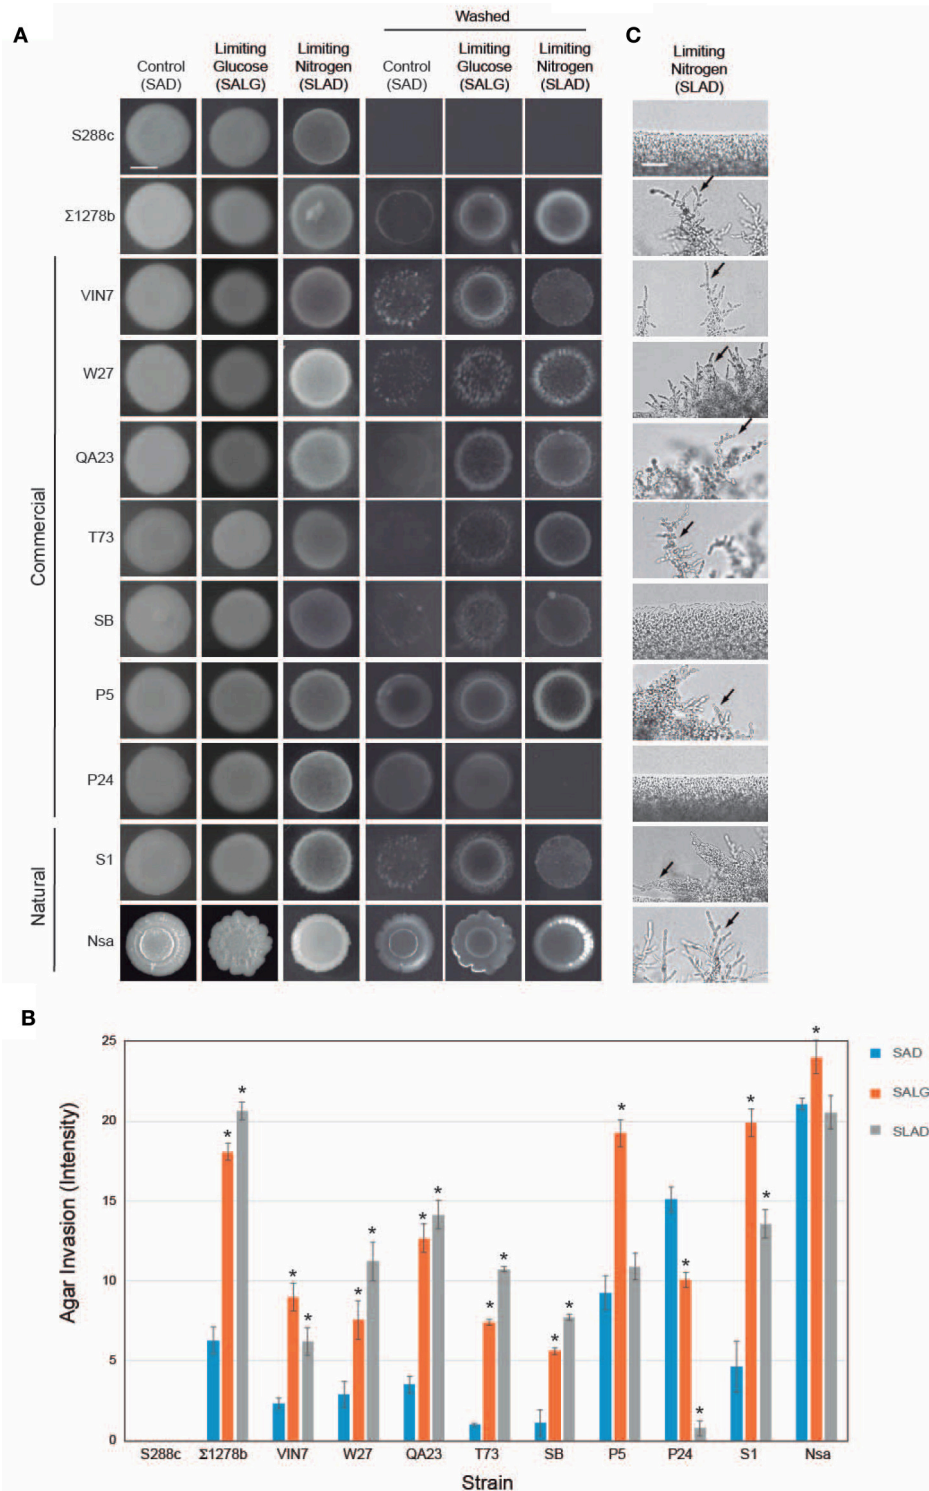 A
Washed
C
Control
(SAD)
Limiting
Glucose
(SALG)
Limiting
Nitrogen
(SLAD)
Control
(SAD)
Limiting
Glucose
(SALG)
Limiting
Nitrogen
(SLAD)
Limiting
Nitrogen
(SLAD)
S288c
Σ1278b
Commercial
VIN7
W27
QA23
T73
SB
P5
P24
Natural
S1
Nsa
B
Agar Invasion (Intensity)
25
20
15
10
5
0
* * * * * * * * * * * * * * * * *
SAD
SALG
SLAD
S288c Σ1278b VIN7 W27 QA23 T73 SB P5 P24 S1 Nsa
Strain